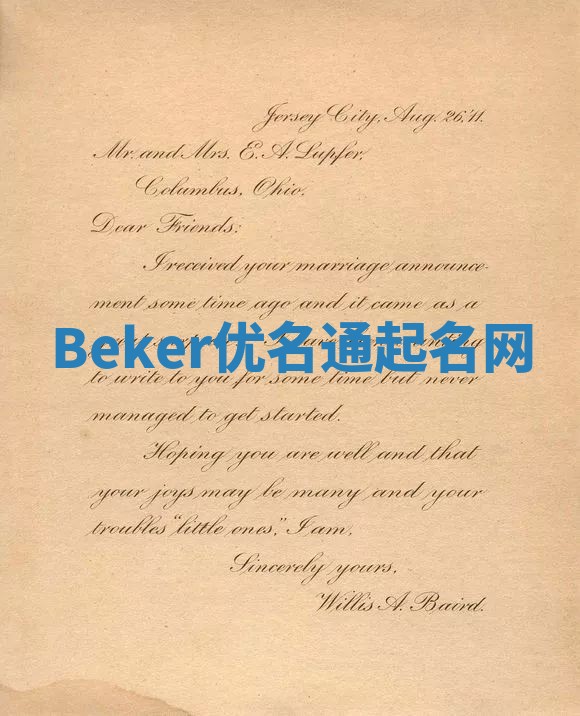 Jersey City, Aug. 26,'11.
Mr. and Mrs. E. A. Lupfer,
Columbus, Ohio.
Dear Friends:
I received your marriage announce-
ment some time ago and it came as a
Beker优名通起名网
to write to you for some time but never
managed to get started.
Hoping you are well and that
your joys may be many and your
troubles "little ones," I am,
Sincerely yours,
Willis A. Baird.